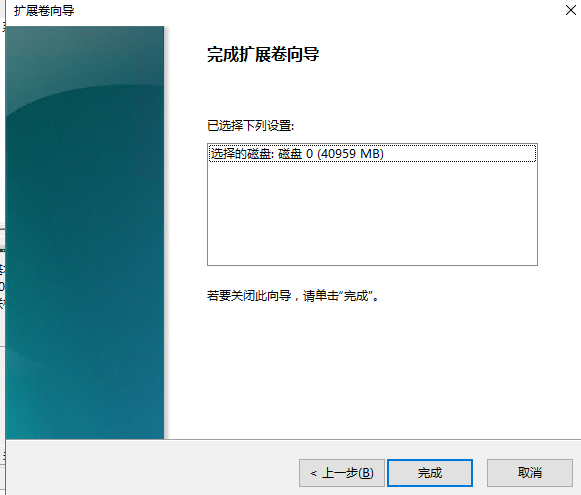 扩展卷向导
完成扩展卷向导
已选择下列设置:
选择的磁盘: 磁盘 0 (40959 MB)
若要关闭此向导，请单击“完成”。
< 上一步(B)
完成
取消